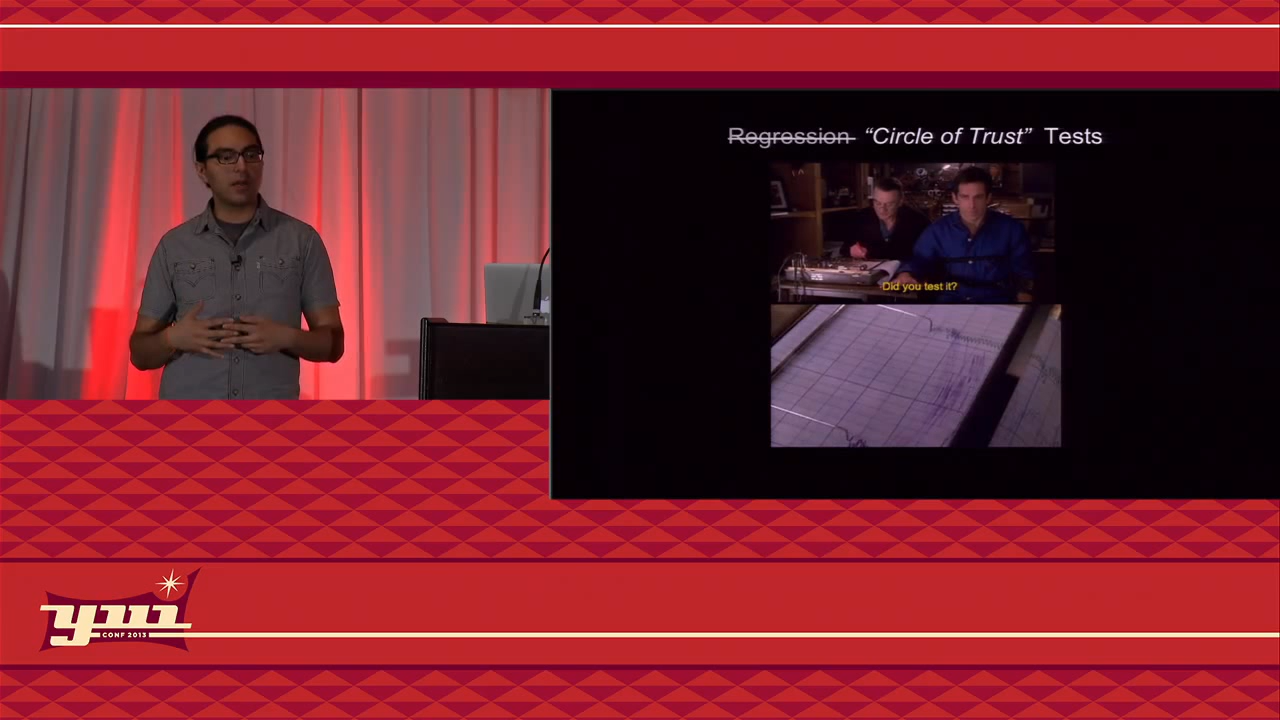 Regression “Circle of Trust” Tests
Did you test it?
yui
CONF 2013